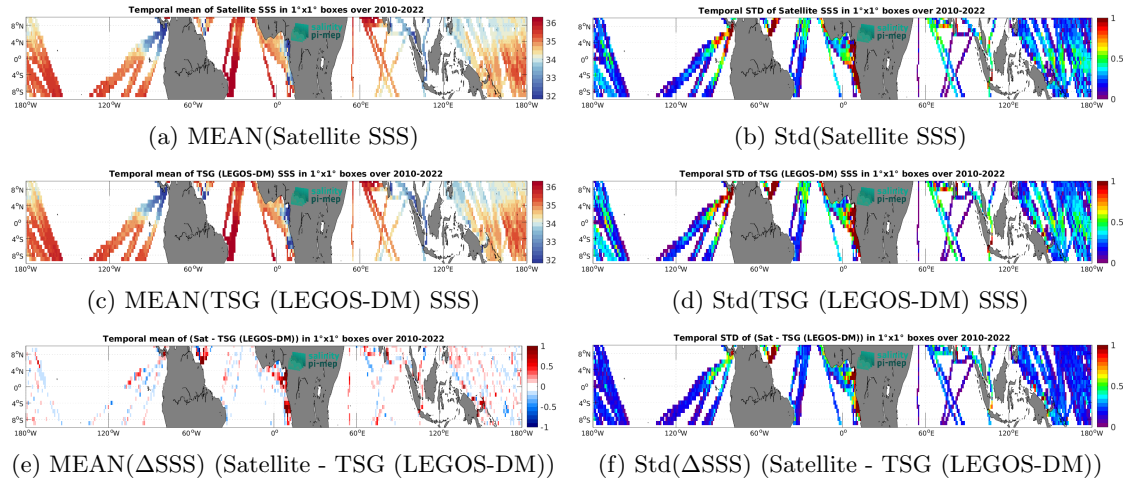 Temporal mean of Satellite SSS in 1°x1° boxes over 2010-2022
8°N
4°N
0°
4°S
8°S
180°W 120°W 60°W 0° 60°E 120°E 180°W
36
35
34
33
32
salinity
pi-mep
(a) MEAN(Satellite SSS)
Temporal STD of Satellite SSS in 1°x1° boxes over 2010-2022
8°N
4°N
0°
4°S
8°S
180°W 120°W 60°W 0° 60°E 120°E 180°W
1
0.5
0
salinity
pi-mep
(b) Std(Satellite SSS)
Temporal mean of TSG (LEGOS-DM) SSS in 1°x1° boxes over 2010-2022
8°N
4°N
0°
4°S
8°S
180°W 120°W 60°W 0° 60°E 120°E 180°W
36
35
34
33
32
salinity
pi-mep
(c) MEAN(TSG (LEGOS-DM) SSS)
Temporal STD of TSG (LEGOS-DM) SSS in 1°x1° boxes over 2010-2022
8°N
4°N
0°
4°S
8°S
180°W 120°W 60°W 0° 60°E 120°E 180°W
1
0.5
0
salinity
pi-mep
(d) Std(TSG (LEGOS-DM) SSS)
Temporal mean of (Sat - TSG (LEGOS-DM)) in 1°x1° boxes over 2010-2022
8°N
4°N
0°
4°S
8°S
180°W 120°W 60°W 0° 60°E 120°E 180°W
1
0.5
0
-0.5
-1
salinity
pi-mep
(e) MEAN(ΔSSS) (Satellite - TSG (LEGOS-DM))
Temporal STD of (Sat - TSG (LEGOS-DM)) in 1°x1° boxes over 2010-2022
8°N
4°N
0°
4°S
8°S
180°W 120°W 60°W 0° 60°E 120°E 180°W
1
0.5
0
salinity
pi-mep
(f) Std(ΔSSS) (Satellite - TSG (LEGOS-DM))